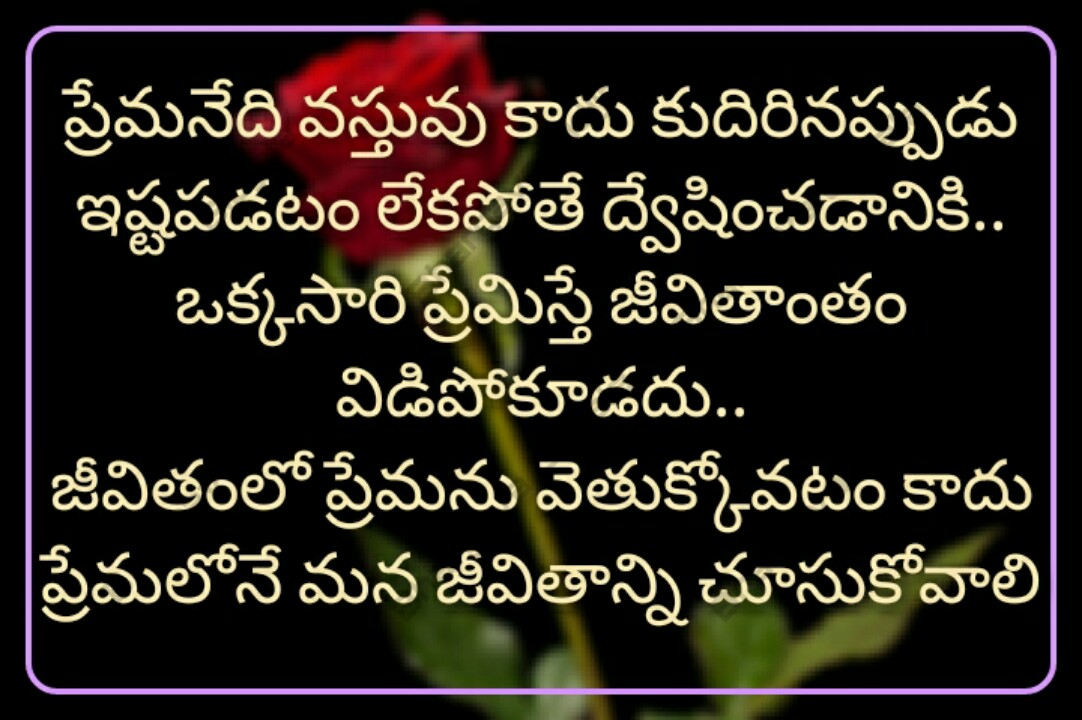 ప్రేమనేది వస్తువు కాదు కుదిరినప్పుడు
ఇష్టపడటం లేకపోతే ద్వేషించడానికి..
ఒక్కసారి ప్రేమిస్తే జీవితాంతం
విడిపోకూడదు..
జీవితంలో ప్రేమను వెతుక్కోవటం కాదు
ప్రేమలోనే మన జీవితాన్ని చూసుకోవాలి